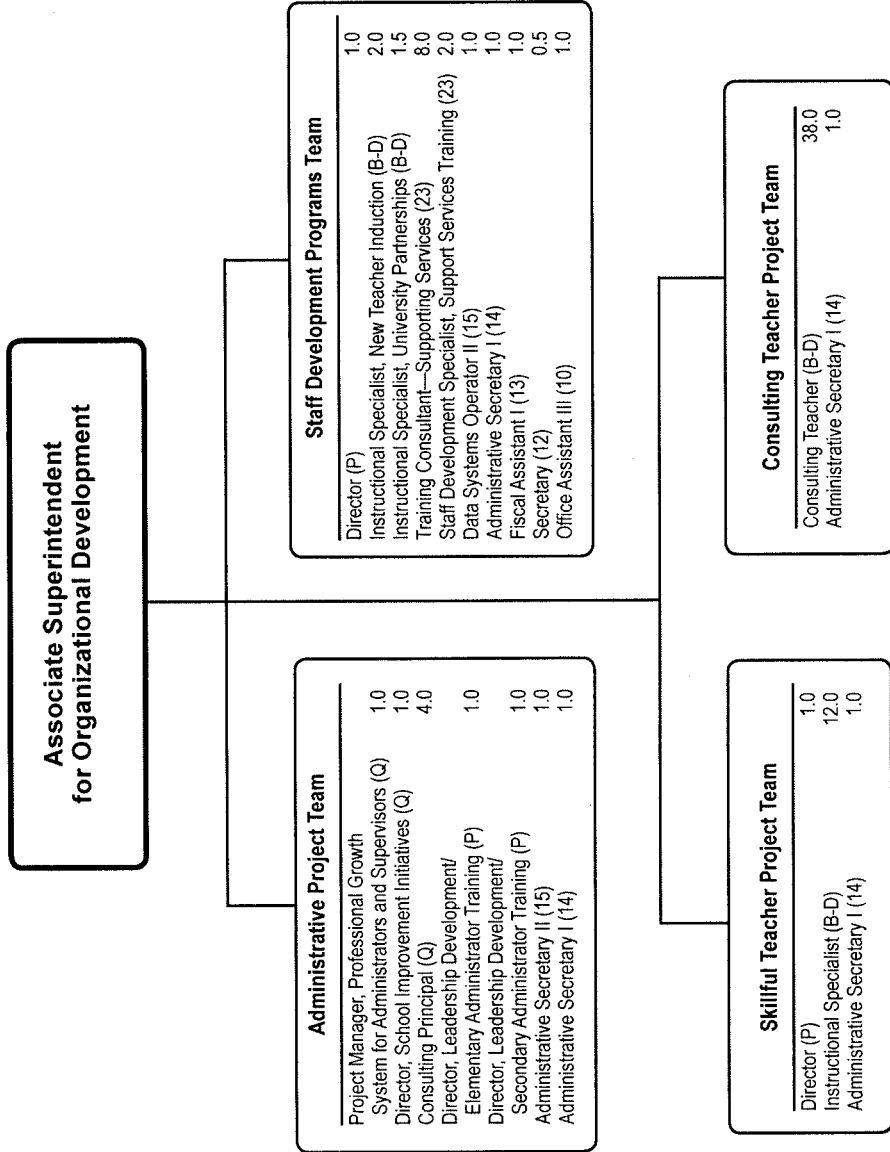 Associate Superintendent
for Organizational Development
Administrative Project Team
Project Manager, Professional Growth
System for Administrators and Supervisors (Q) 1.0
Director, School Improvement Initiatives (Q) 1.0
Consulting Principal (Q) 4.0
Director, Leadership Development/
Elementary Administrator Training (P) 1.0
Director, Leadership Development/
Secondary Administrator Training (P) 1.0
Administrative Secretary II (15) 1.0
Administrative Secretary I (14) 1.0
Staff Development Programs Team
Director (P) 1.0
Instructional Specialist, New Teacher Induction (B-D) 2.0
Instructional Specialist, University Partnerships (B-D) 1.5
Training Consultant—Supporting Services (23) 8.0
Staff Development Specialist, Support Services Training (23) 2.0
Data Systems Operator II (15) 1.0
Administrative Secretary I (14) 1.0
Fiscal Assistant I (13) 1.0
Secretary (12) 0.5
Office Assistant III (10) 1.0
Skillful Teacher Project Team
Director (P) 1.0
Instructional Specialist (B-D) 12.0
Administrative Secretary I (14) 1.0
Consulting Teacher Project Team
Consulting Teacher (B-D) 38.0
Administrative Secretary I (14) 1.0